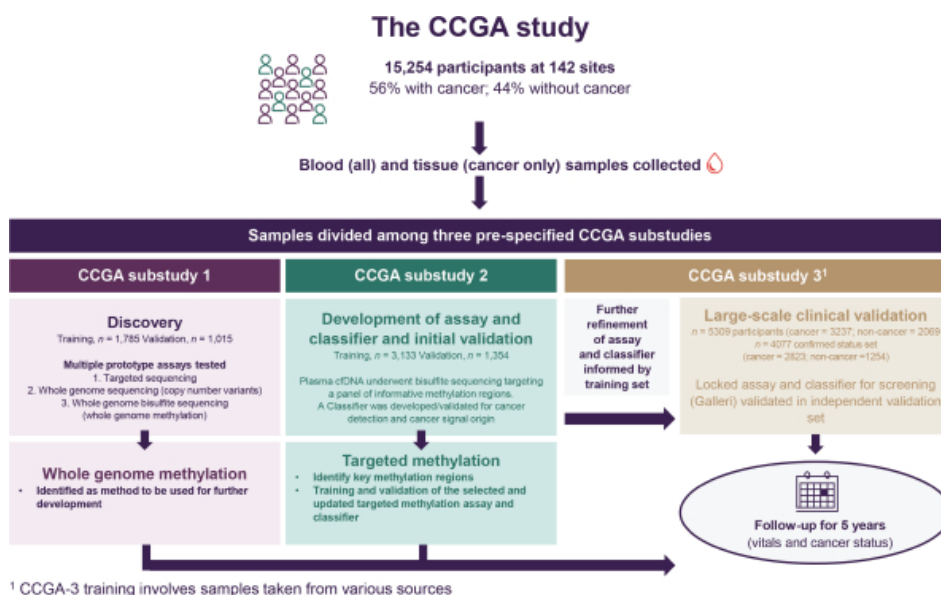 The CCGA study
15,254 participants at 142 sites
56% with cancer; 44% without cancer
Blood (all) and tissue (cancer only) samples collected
Samples divided among three pre-specified CCGA substudies
CCGA substudy 1
Discovery
Training, n = 1,785 Validation, n = 1,015
Multiple prototype assays tested
1. Targeted sequencing
2. Whole genome sequencing (copy number variants)
3. Whole genome bisulfite sequencing
(whole genome methylation)
Whole genome methylation
• Identified as method to be used for further
development
CCGA substudy 2
Development of assay and
classifier and initial validation
Training, n = 3,133 Validation, n = 1,354
Plasma cfDNA underwent bisulfite sequencing targeting
a panel of informative methylation regions.
A Classifier was developed/validated for cancer
detection and cancer signal origin
Targeted methylation
• Identify key methylation regions
• Training and validation of the selected and
updated targeted methylation assay and
classifier
CCGA substudy 3¹
Further
refinement
of assay
and classifier
informed by
training set
Large-scale clinical validation
n = 5309 participants (cancer = 3237; non-cancer = 2069
n = 4077 confirmed status set
(cancer = 2823; non-cancer =1254)
Locked assay and classifier for screening
(Galleri) validated in independent validation
set
Follow-up for 5 years
(vitals and cancer status)
¹ CCGA-3 training involves samples taken from various sources